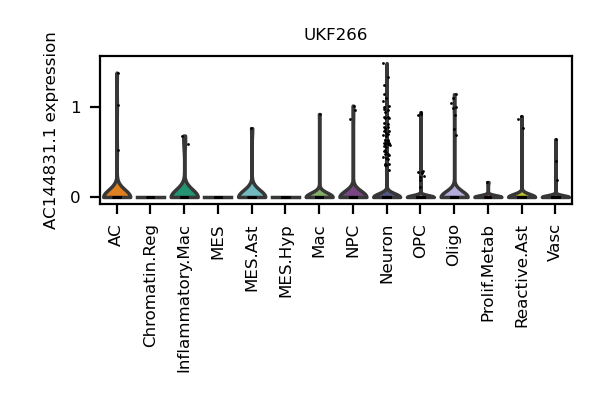 UKF266
AC144831.1 expression
1
0
AC
Chromatin.Reg
Inflammatory.Mac
MES
MES.Ast
MES.Hyp
Mac
NPC
Neuron
OPC
Oligo
Prolif.Metab
Reactive.Ast
Vasc